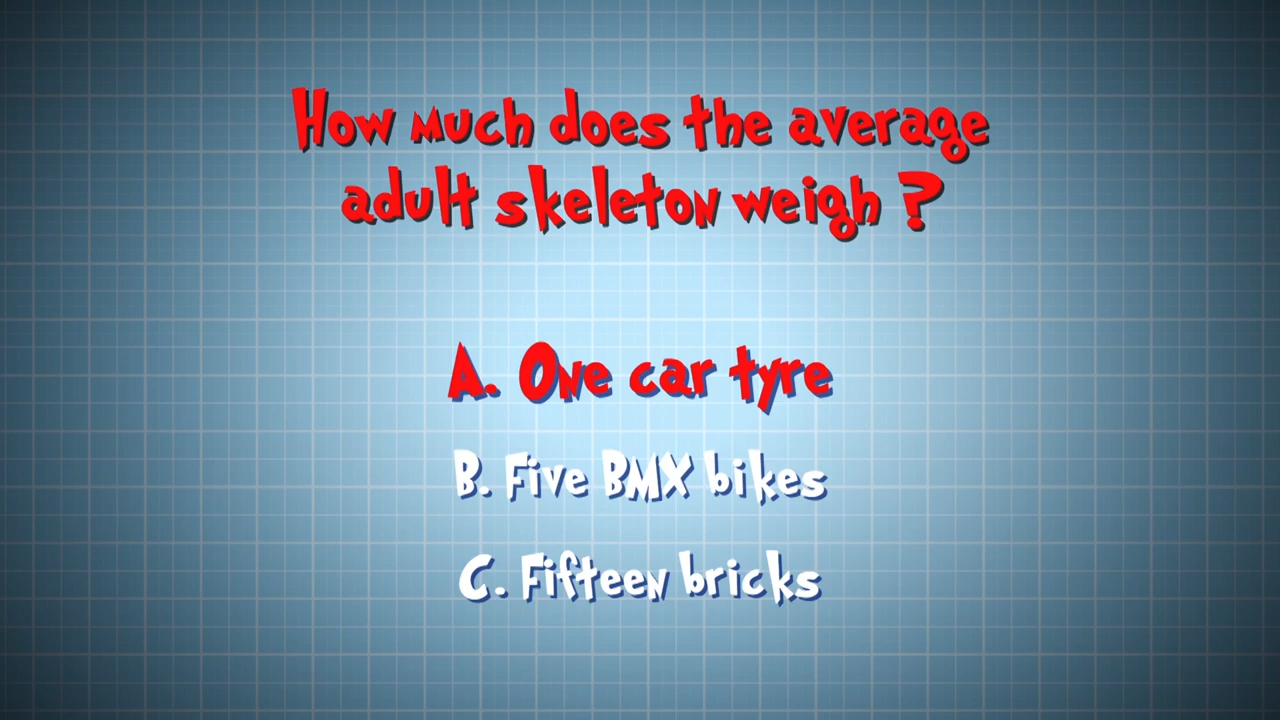 How much does the average
adult skeleton weigh ?
A. One car tyre
B. Five BMX bikes
C. Fifteen bricks